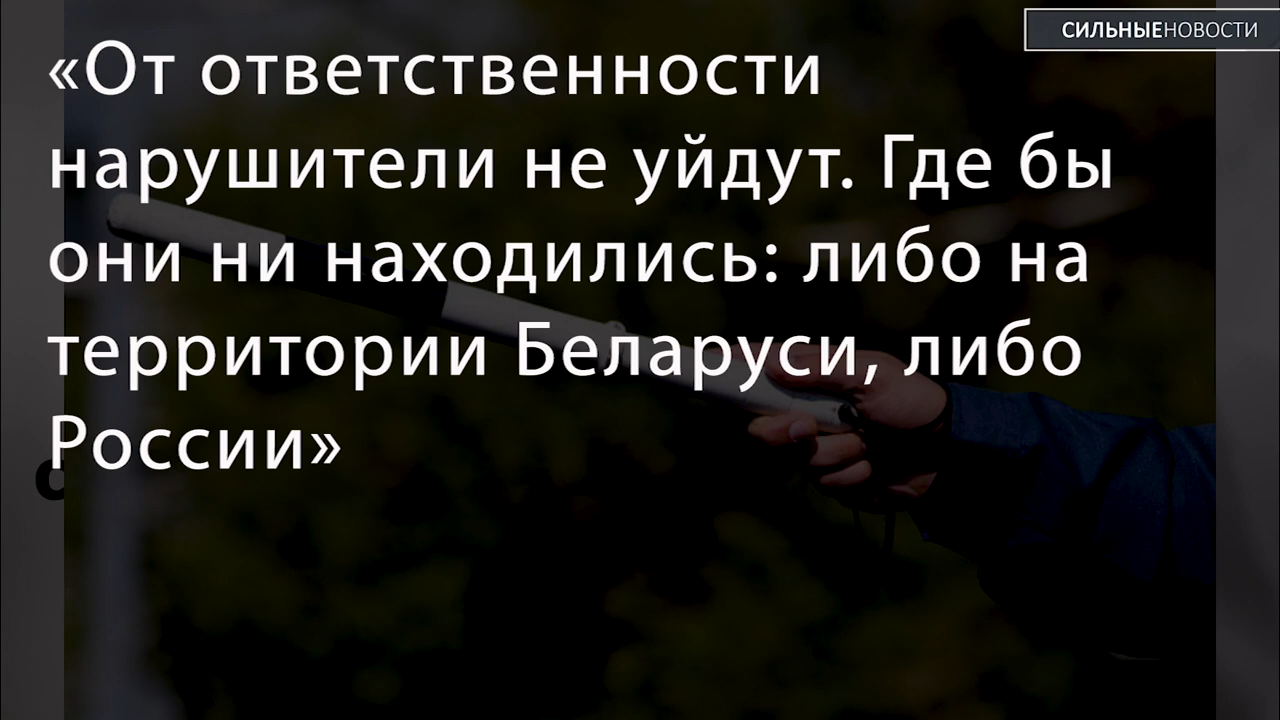 СИЛЬНЫЕНОВОСТИ
«От ответственности
нарушители не уйдут. Где бы
они ни находились: либо на
территории Беларуси, либо
России»